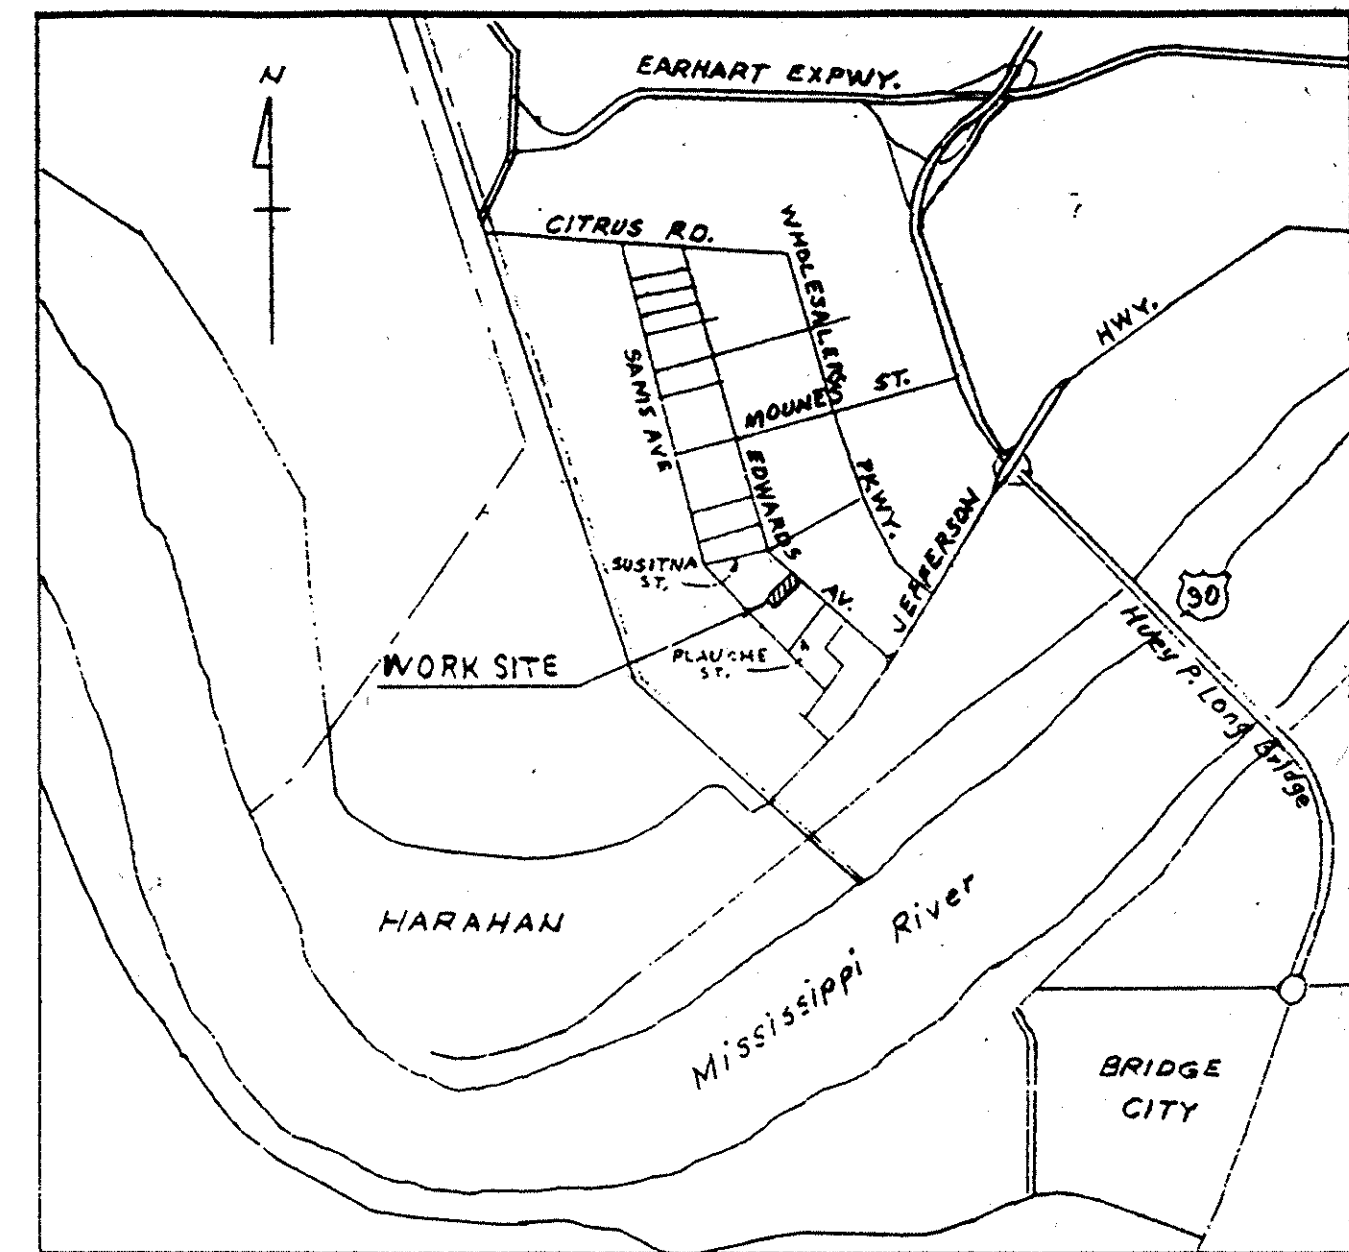 N
EARHART EXPWY.
CITRUS RD.
WHOLESALERS
PKWY.
HWY.
SAMS AVE
MOUNES ST.
EDWARDS
AV.
JEFFERSON
SUSITNA
ST.
90
WORK SITE
PLAUCHE
ST.
Huey P. Long Bridge
HARAHAN
Mississippi River
BRIDGE
CITY